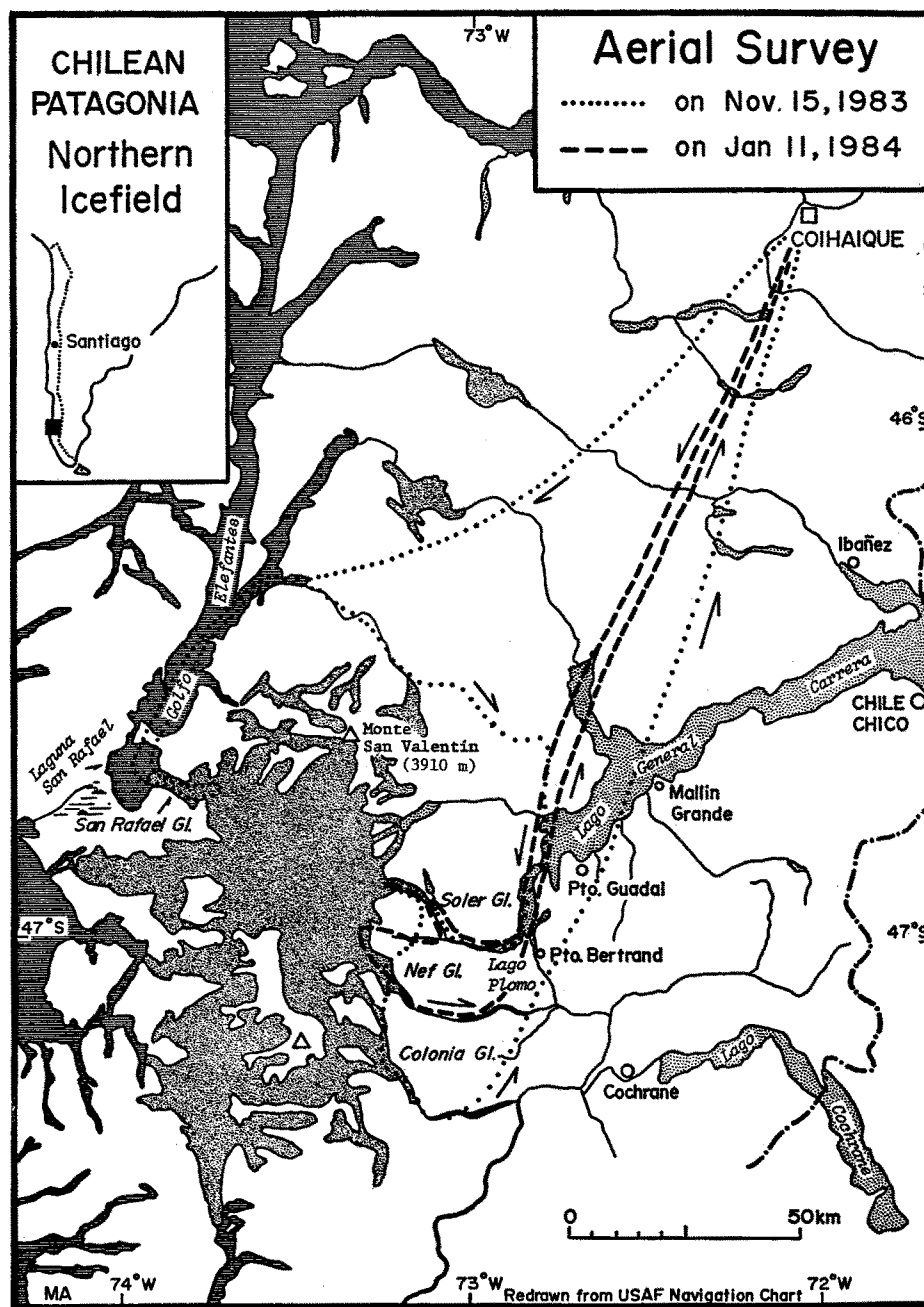 CHILEAN
PATAGONIA
Northern
Icefield
Santiago
73°W
Aerial Survey
on Nov. 15, 1983
on Jan 11, 1984
COIHAIQUE
46°S
Elefantes
Golfo
Ibañez
Carrera
General
Lago
CHILE
CHICO
Laguna
San Rafael
Monte
San Valentín
(3910 m)
San Rafael Gl.
Mallin
Grande
Pto. Guadal
Soler Gl.
47°S
47°S
Pto. Bertrand
Nef Gl.
Lago
Plomo
Colonia Gl.
Cochrane
Lago
Cochrane
0 50km
MA
74°W
73°W
72°W
Redrawn from USAF Navigation Chart